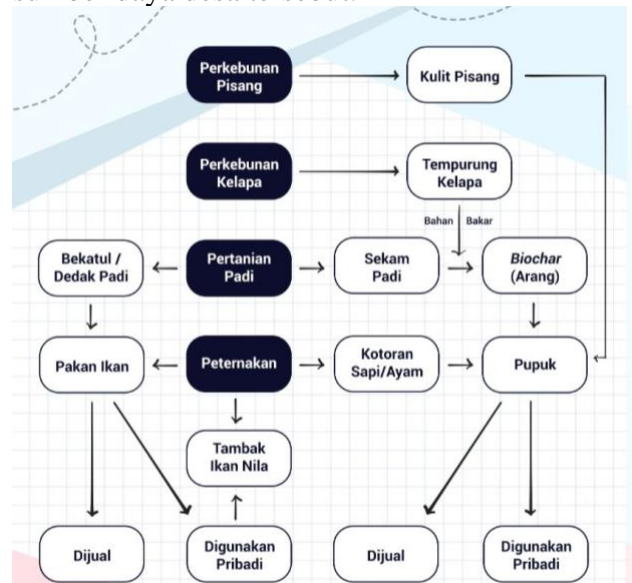 Perkebunan
Pisang
Kulit Pisang
Perkebunan
Kelapa
Tempurung
Kelapa
Bahan Bakar
Bekatul /
Dedak Padi
Pertanian
Padi
Sekam
Padi
Biochar
(Arang)
Pakan Ikan
Peternakan
Kotoran
Sapi/Ayam
Pupuk
Tambak
Ikan Nila
Dijual
Digunakan
Pribadi
Dijual
Digunakan
Pribadi